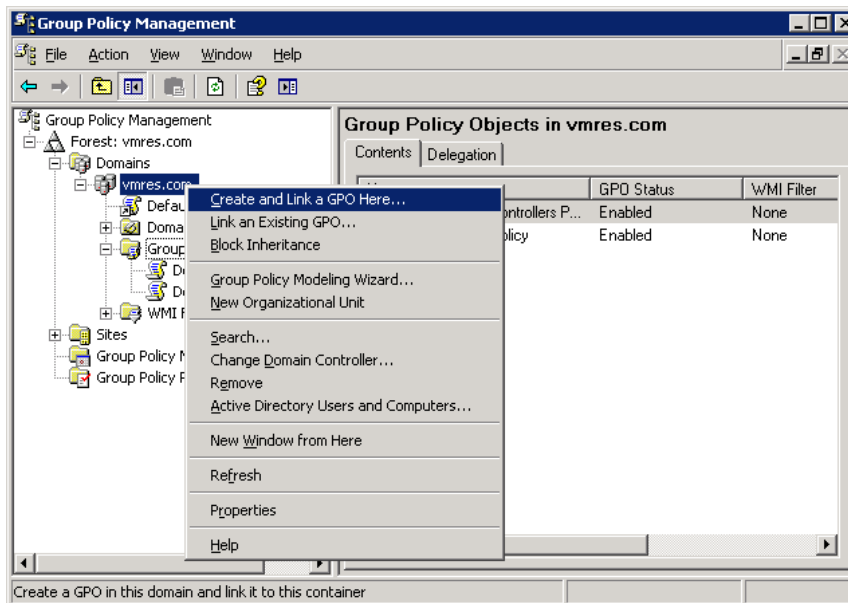 Group Policy Management
File Action View Window Help
Group Policy Management
Forest: vmres.com
Domains
vmres.com
Defau
Doma
Group
D
D
WMI F
Sites
Group Policy M
Group Policy R
Create and Link a GPO Here...
Link an Existing GPO...
Block Inheritance
Group Policy Modeling Wizard...
New Organizational Unit
Search...
Change Domain Controller...
Remove
Active Directory Users and Computers...
New Window from Here
Refresh
Properties
Help
Group Policy Objects in vmres.com
Contents Delegation
GPO Status WMI Filter
ontrollers P... Enabled None
olicy Enabled None
Create a GPO in this domain and link it to this container